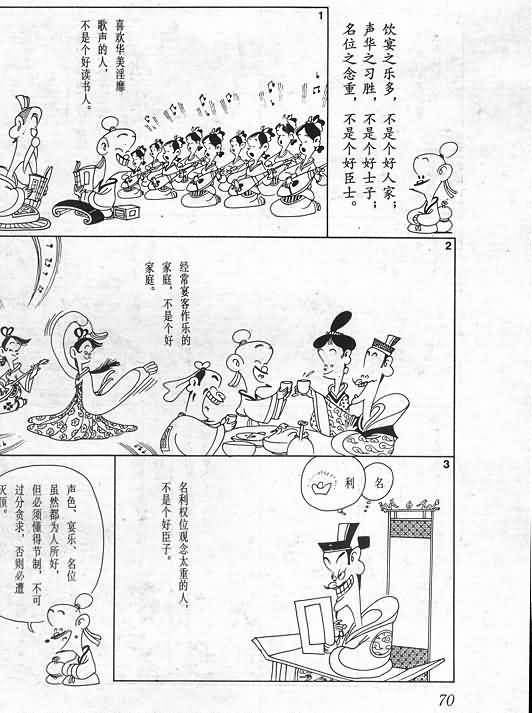 1
饮宴之乐多，不是个好人家；
声华之习胜，不是个好士子；
名位之念重，不是个好臣士。
喜欢华美淫靡
歌声的人，
不是个好读书人。
2
经常宴客作乐的
家庭，不是个好
家庭。
3
名
利
名利权位观念太重的人，
不是个好臣子。
声色、宴乐、名位
虽然都为人所好，
但必须懂得节制，不可
过分贪求，否则必遭
灭顶。
70